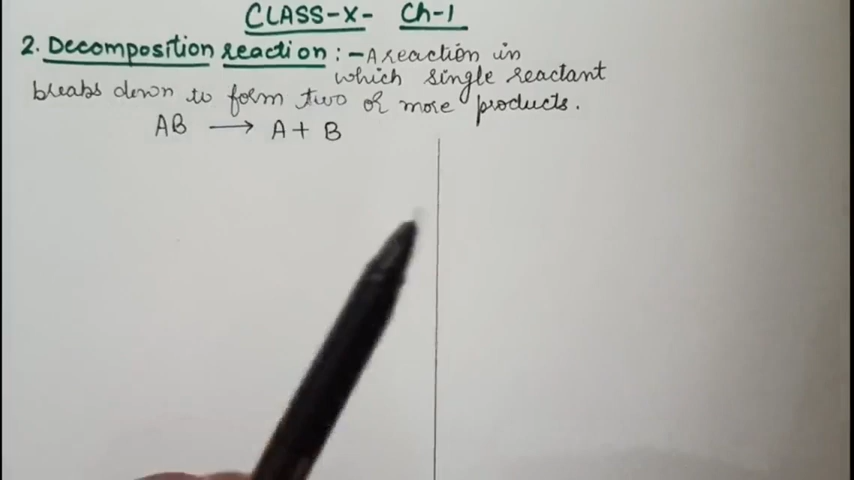 CLASS-X- Ch-1
2. Decomposition reaction : - A reaction in
which single reactant
breaks down to form two or more products.
AB → A + B